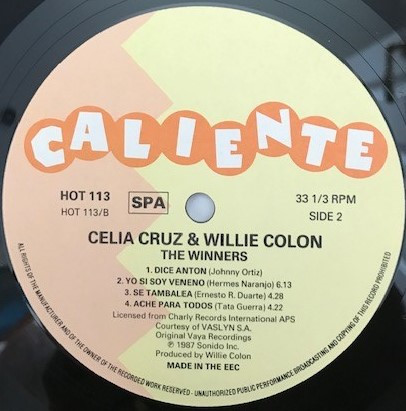 CALIENTE
HOT 113
HOT 113/B
SPA
33 1/3 RPM
SIDE 2
CELIA CRUZ & WILLIE COLON
THE WINNERS
1. DICE ANTON (Johnny Ortiz)
2. YO SI SOY VENENO (Hermes Naranjo) 6.13
3. SE TAMBALEA (Ernesto R. Duarte) 4.28
4. ACHE PARA TODOS (Tata Guerra) 4.22
Licensed from Charly Records International APS
Courtesy of VASLYN S.A.
Original Vaya Recordings
℗ 1987 Sonido Inc.
Produced by Willie Colon
MADE IN THE EEC
ALL RIGHTS OF THE MANUFACTURER AND OF THE OWNER OF THE RECORDED WORK RESERVED - UNAUTHORIZED PUBLIC PERFORMANCE BROADCASTING AND COPYING OF THIS RECORD PROHIBITED